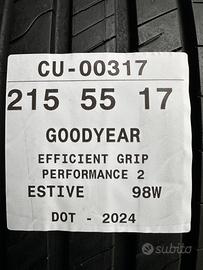 CU-00317
215 55 17
GOODYEAR
EFFICIENT GRIP
PERFORMANCE 2
ESTIVE 98W
DOT - 2024
subito